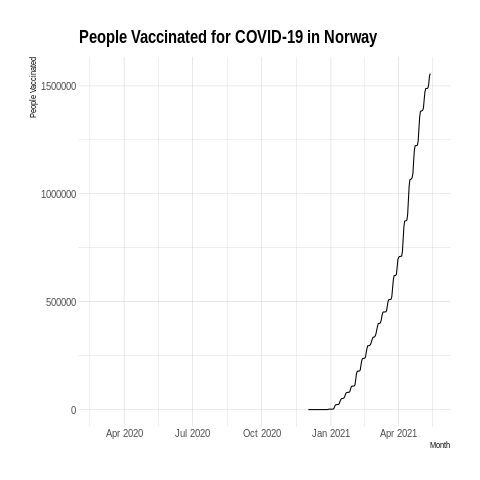 People Vaccinated for COVID-19 in Norway
People Vaccinated
1500000
1000000
500000
0
Apr 2020 Jul 2020 Oct 2020 Jan 2021 Apr 2021
Month